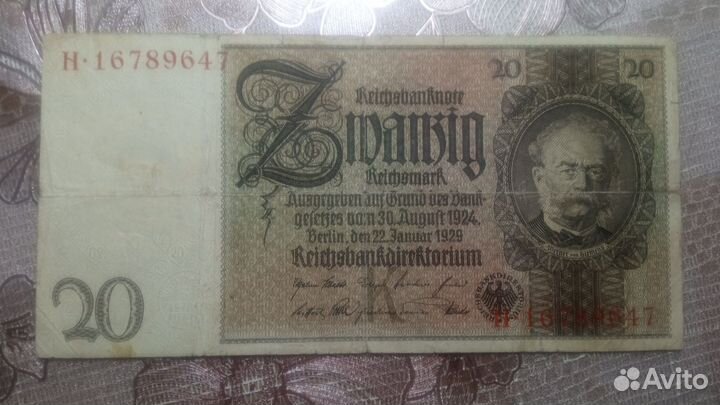 H·16789647
20
20
Reichsbanknote
Zwanzig
Reichsmark
Ausgegeben auf Grund des Bank-
gesetzes vom 30. August 1924
Berlin, den 22. Januar 1929
Reichsbankdirektorium
K
REICHSBANKDIREKTORIUM
H·16789647
20
Avito